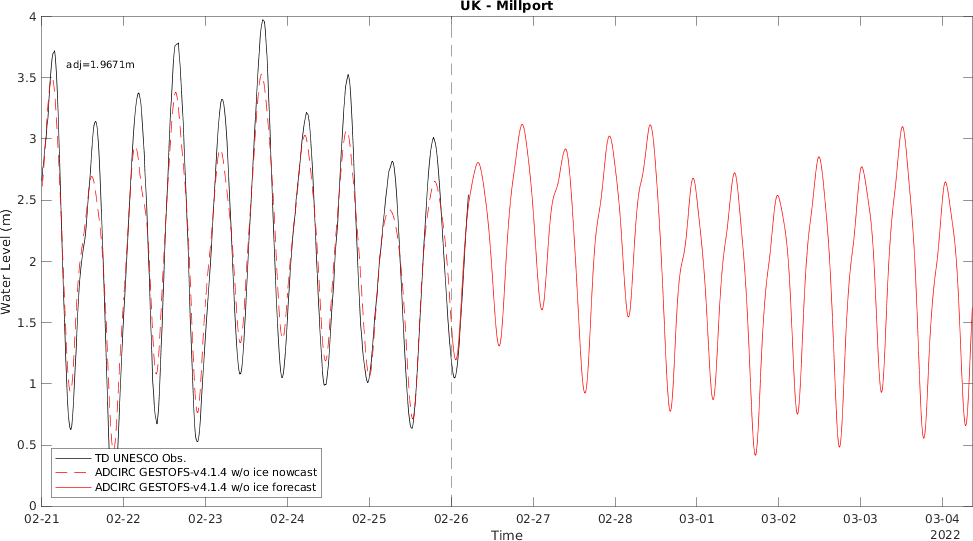 UK - Millport
adj=1.9671m
Water Level (m)
4
3.5
3
2.5
2
1.5
1
0.5
0
TD UNESCO Obs.
ADCIRC GESTOFS-v4.1.4 w/o ice nowcast
ADCIRC GESTOFS-v4.1.4 w/o ice forecast
02-21 02-22 02-23 02-24 02-25 02-26 02-27 02-28 03-01 03-02 03-03 03-04
2022
Time